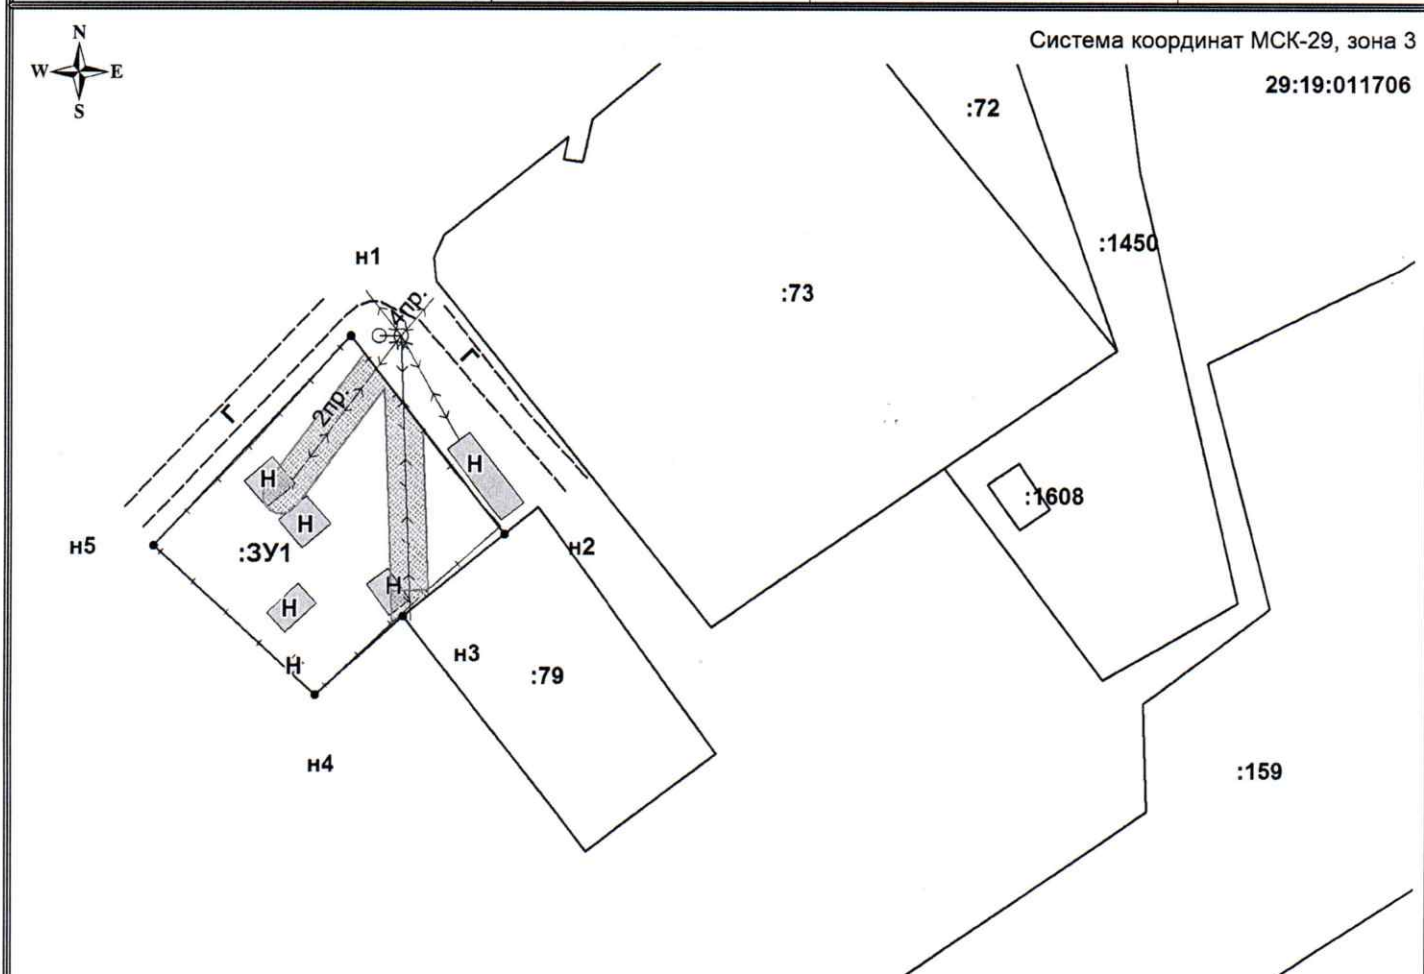 N
W E
S
Система координат МСК-29, зона 3
29:19:011706
:72
:1450
:73
н1
4пр.
Г
Г
2пр.
Н
Н
Н
:1608
н5
:ЗУ1
н2
Н
Н
Н
н3
:79
н4
:159